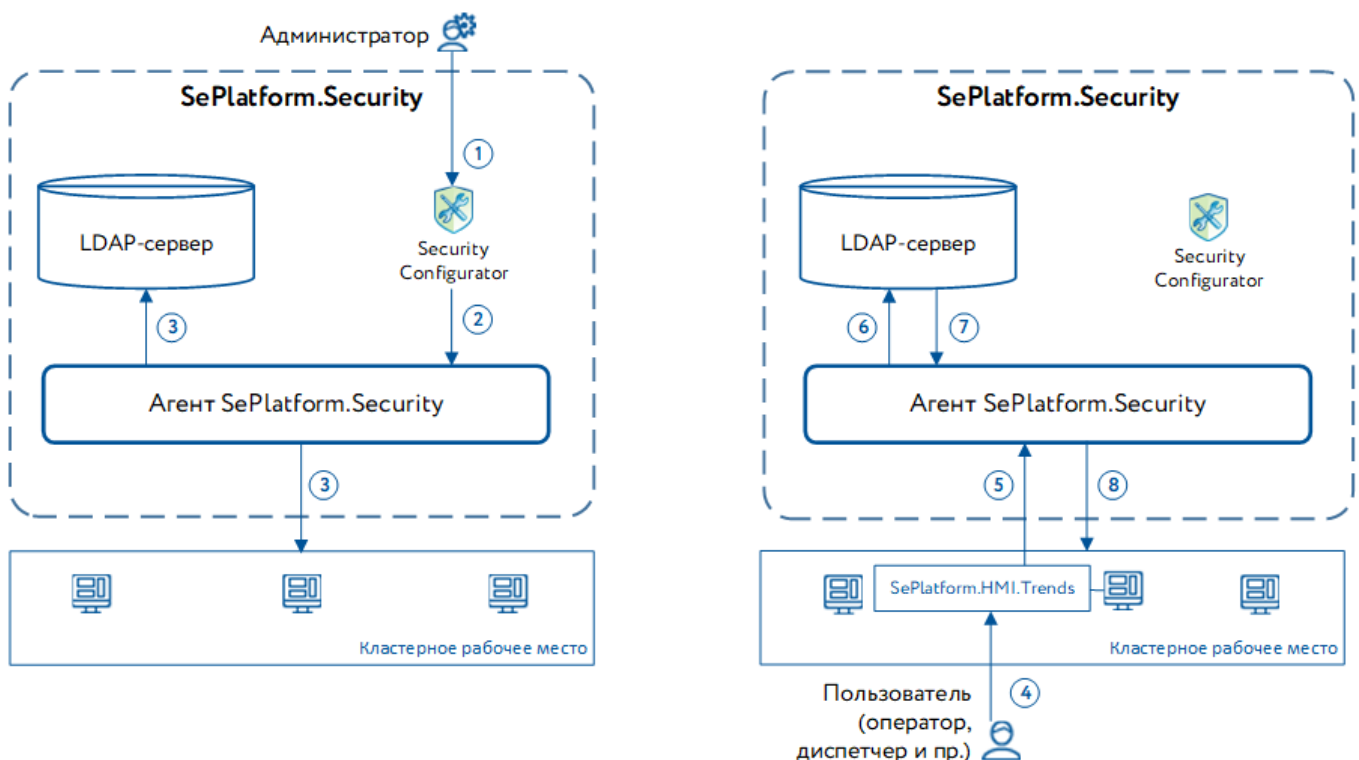 Администратор
SePlatform.Security
1
LDAP-сервер
Security
Configurator
3
2
Агент SePlatform.Security
3
Кластерное рабочее место
SePlatform.Security
LDAP-сервер
Security
Configurator
6
7
Агент SePlatform.Security
5
8
SePlatform.HMI.Trends
Кластерное рабочее место
Пользователь
4
(оператор,
диспетчер и пр.)